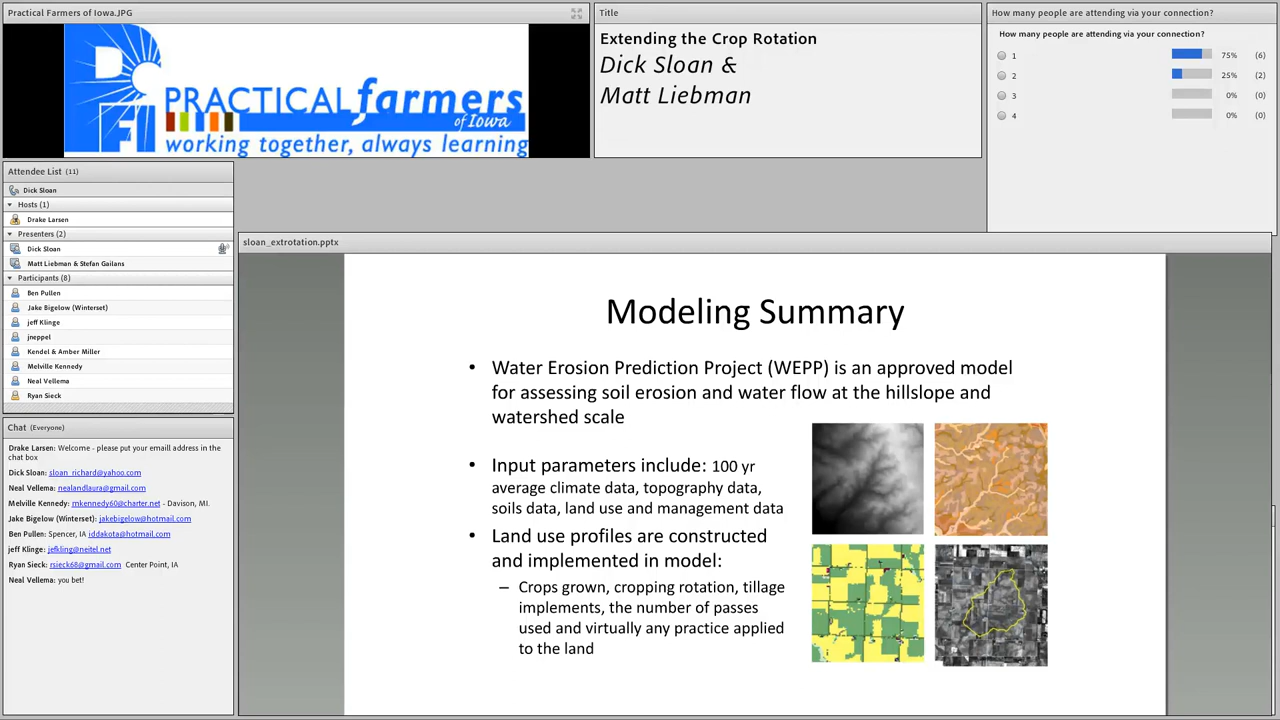 Practical Farmers of Iowa.JPG
PRACTICAL farmers
of Iowa
PFI
working together, always learning
Title
Extending the Crop Rotation
Dick Sloan &
Matt Liebman
How many people are attending via your connection?
How many people are attending via your connection?
1 75% (6)
2 25% (2)
3 0% (0)
4 0% (0)
Attendee List (11)
Dick Sloan
Hosts (1)
Drake Larsen
Presenters (2)
Dick Sloan
Matt Liebman & Stefan Gailans
Participants (8)
Ben Pullen
Jake Bigelow (Winterset)
jeff Klinge
jneppel
Kendel & Amber Miller
Melville Kennedy
Neal Vellema
Ryan Sieck
Chat (Everyone)
Drake Larsen: Welcome - please put your emaill address in the
chat box
Dick Sloan: sloan_richard@yahoo.com
Neal Vellema: nealandlaura@gmail.com
Melville Kennedy: mkennedy60@charter.net - Davison, MI.
Jake Bigelow (Winterset): jakebigelow@hotmail.com
Ben Pullen: Spencer, IA iddakota@hotmail.com
jeff Klinge: jefkling@neitel.net
Ryan Sieck: rsieck68@gmail.com Center Point, IA
Neal Vellema: you bet!
sloan_extrotation.pptx
Modeling Summary
• Water Erosion Prediction Project (WEPP) is an approved model
for assessing soil erosion and water flow at the hillslope and
watershed scale
• Input parameters include: 100 yr
average climate data, topography data,
soils data, land use and management data
• Land use profiles are constructed
and implemented in model:
– Crops grown, cropping rotation, tillage
implements, the number of passes
used and virtually any practice applied
to the land